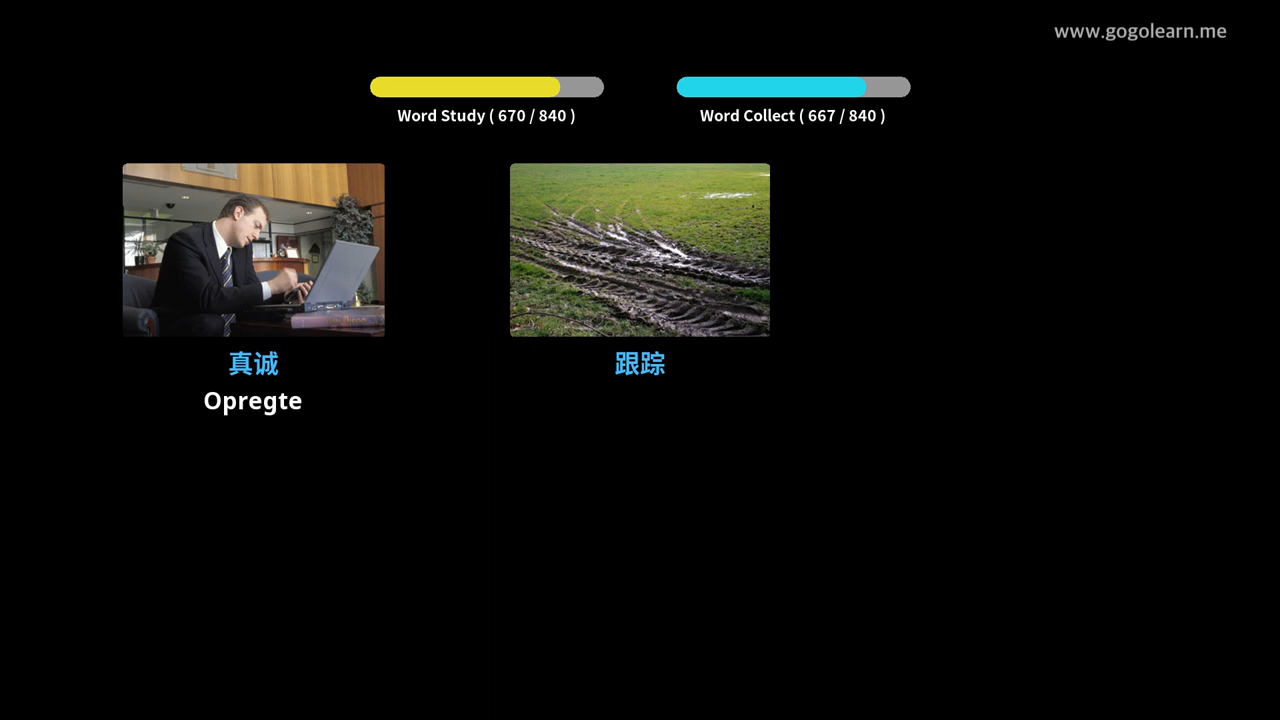 www.gogolearn.me
Word Study ( 670 / 840 )
Word Collect ( 667 / 840 )
真诚
Opregte
跟踪